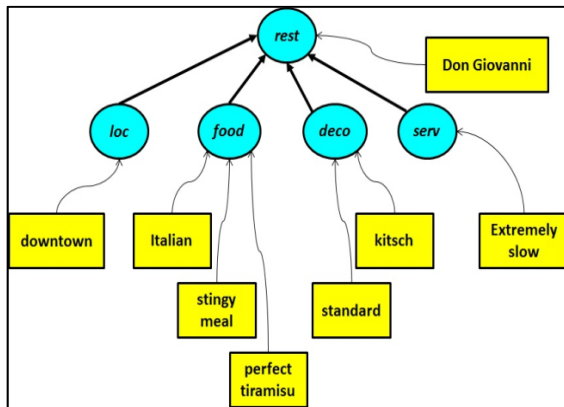 rest
Don Giovanni
loc
food
deco
serv
downtown
Italian
kitsch
Extremely
slow
stingy
meal
standard
perfect
tiramisu